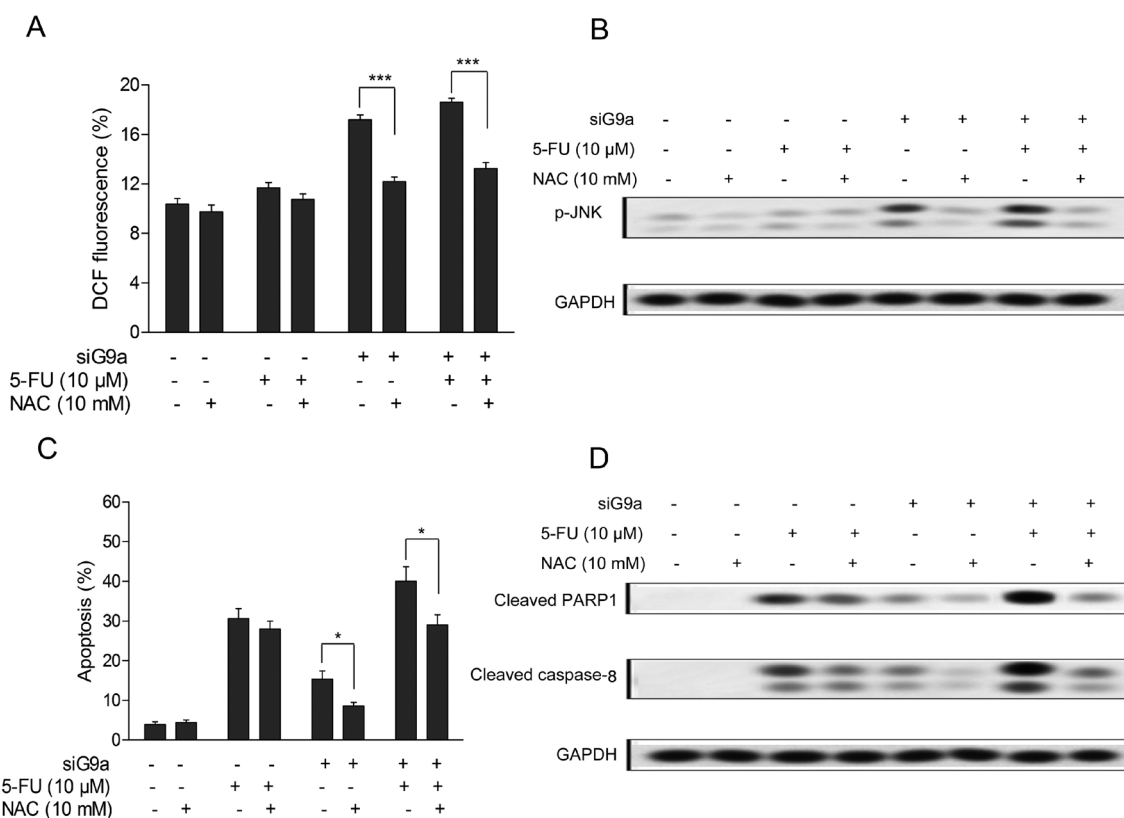 A
DCF fluorescence (%)
20
16
12
8
4
0
*** ***
siG9a - - - - + + + +
5-FU (10 µM) - - + + - - + +
NAC (10 mM) - + - + - + - +
B
siG9a - - - - + + + +
5-FU (10 µM) - - + + - - + +
NAC (10 mM) - + - + - + - +
p-JNK
GAPDH
C
Apoptosis (%)
60
50
40
30
20
10
0
* *
siG9a - - - - + + + +
5-FU (10 µM) - - + + - - + +
NAC (10 mM) - + - + - + - +
D
siG9a - - - - + + + +
5-FU (10 µM) - - + + - - + +
NAC (10 mM) - + - + - + - +
Cleaved PARP1
Cleaved caspase-8
GAPDH